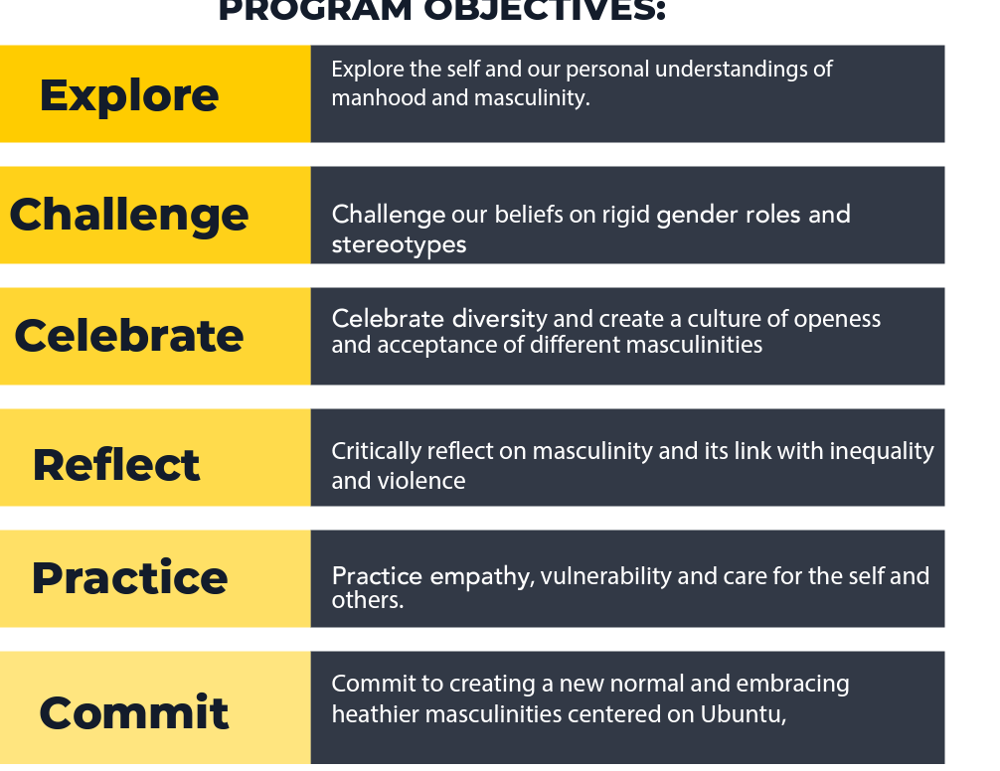 PROGRAM OBJECTIVES:
Explore
Explore the self and our personal understandings of
manhood and masculinity.
Challenge
Challenge our beliefs on rigid gender roles and
stereotypes
Celebrate
Celebrate diversity and create a culture of openess
and acceptance of different masculinities
Reflect
Critically reflect on masculinity and its link with inequality
and violence
Practice
Practice empathy, vulnerability and care for the self and
others.
Commit
Commit to creating a new normal and embracing
heathier masculinities centered on Ubuntu,